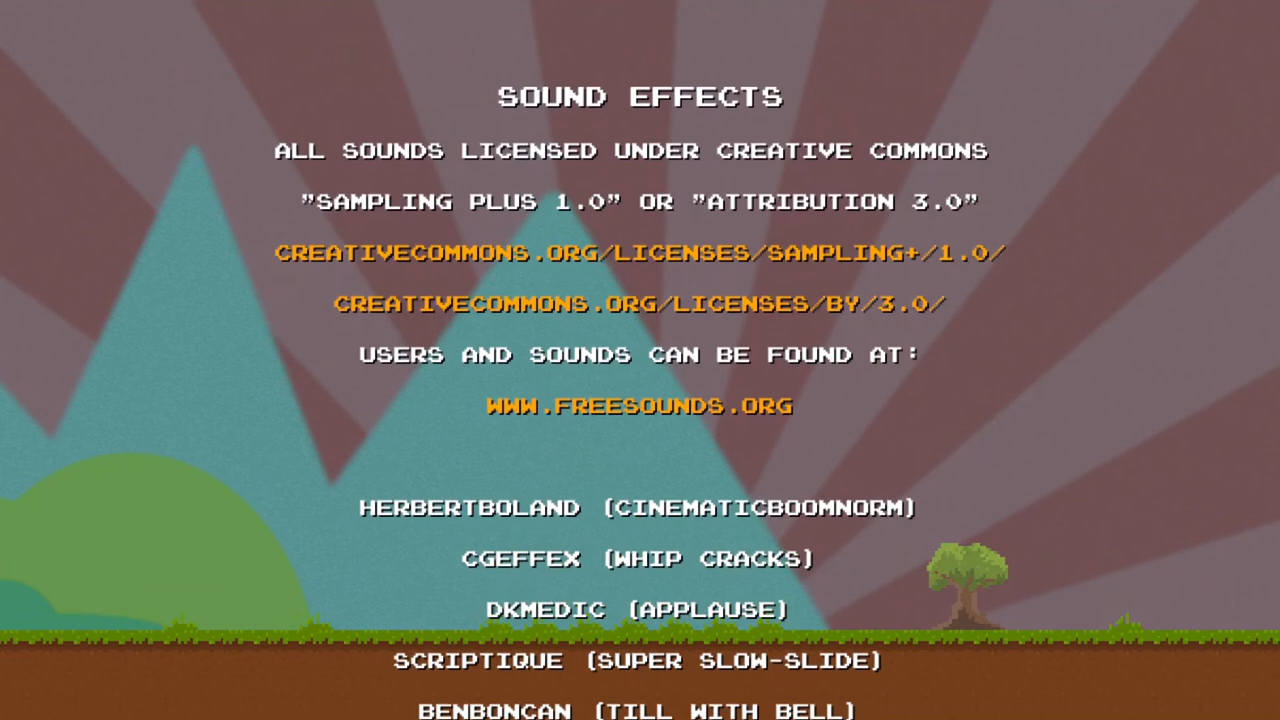 SOUND EFFECTS
ALL SOUNDS LICENSED UNDER CREATIVE COMMONS
"SAMPLING PLUS 1.0" OR "ATTRIBUTION 3.0"
CREATIVECOMMONS.ORG/LICENSES/SAMPLING+/1.0/
CREATIVECOMMONS.ORG/LICENSES/BY/3.0/
USERS AND SOUNDS CAN BE FOUND AT:
WWW.FREESOUNDS.ORG
HERBERTBOLAND (CINEMATICBOOMNORM)
CGEFFEX (WHIP CRACKS)
DKMEDIC (APPLAUSE)
SCRIPTIQUE (SUPER SLOW-SLIDE)
BENBONCAN (TILL WITH BELL)